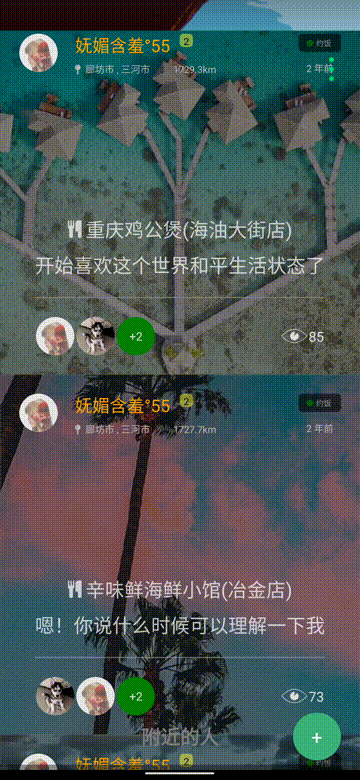 妩媚含羞°55 2 约饭
廊坊市 , 三河市 1729.3km 2 年前
重庆鸡公煲(海油大街店)
开始喜欢这个世界和平生活状态了
+2 85
妩媚含羞°55 2 约饭
廊坊市 , 三河市 1727.7km 2 年前
辛味鲜海鲜小馆(冶金店)
嗯！你说什么时候可以理解一下我
+2 73
附近的人
+
妩媚含羞°55 2 约饭